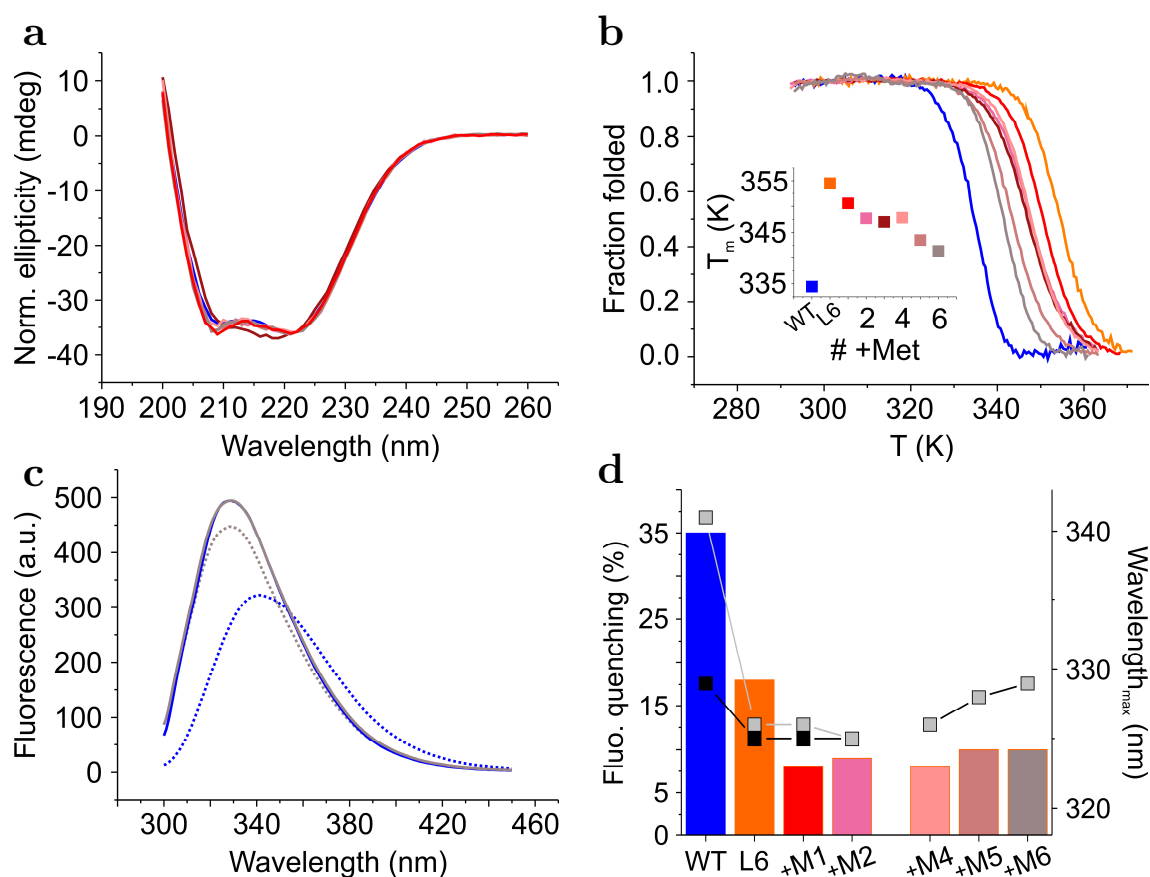 a
Norm. ellipticity (mdeg)
10
0
-10
-20
-30
-40
190 200 210 220 230 240 250 260
Wavelength (nm)
b
Fraction folded
1.0
0.8
0.6
0.4
0.2
0.0
280 300 320 340 360
T (K)
Tm (K)
355
345
335
WT L6 2 4 6
# +Met
c
Fluorescence (a.u.)
500
400
300
200
100
0
300 340 380 420 460
Wavelength (nm)
d
Fluo. quenching (%)
35
25
15
5
0
WT L6 +M1 +M2 +M4 +M5 +M6
340
330
320
Wavelengthmax (nm)